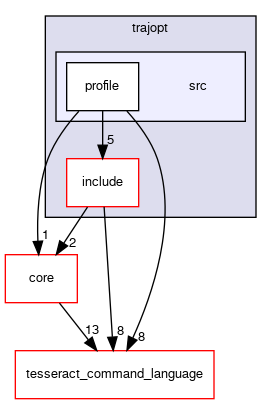 trajopt
profile
src
5
include
1
2
core
13
8
8
tesseract_command_language